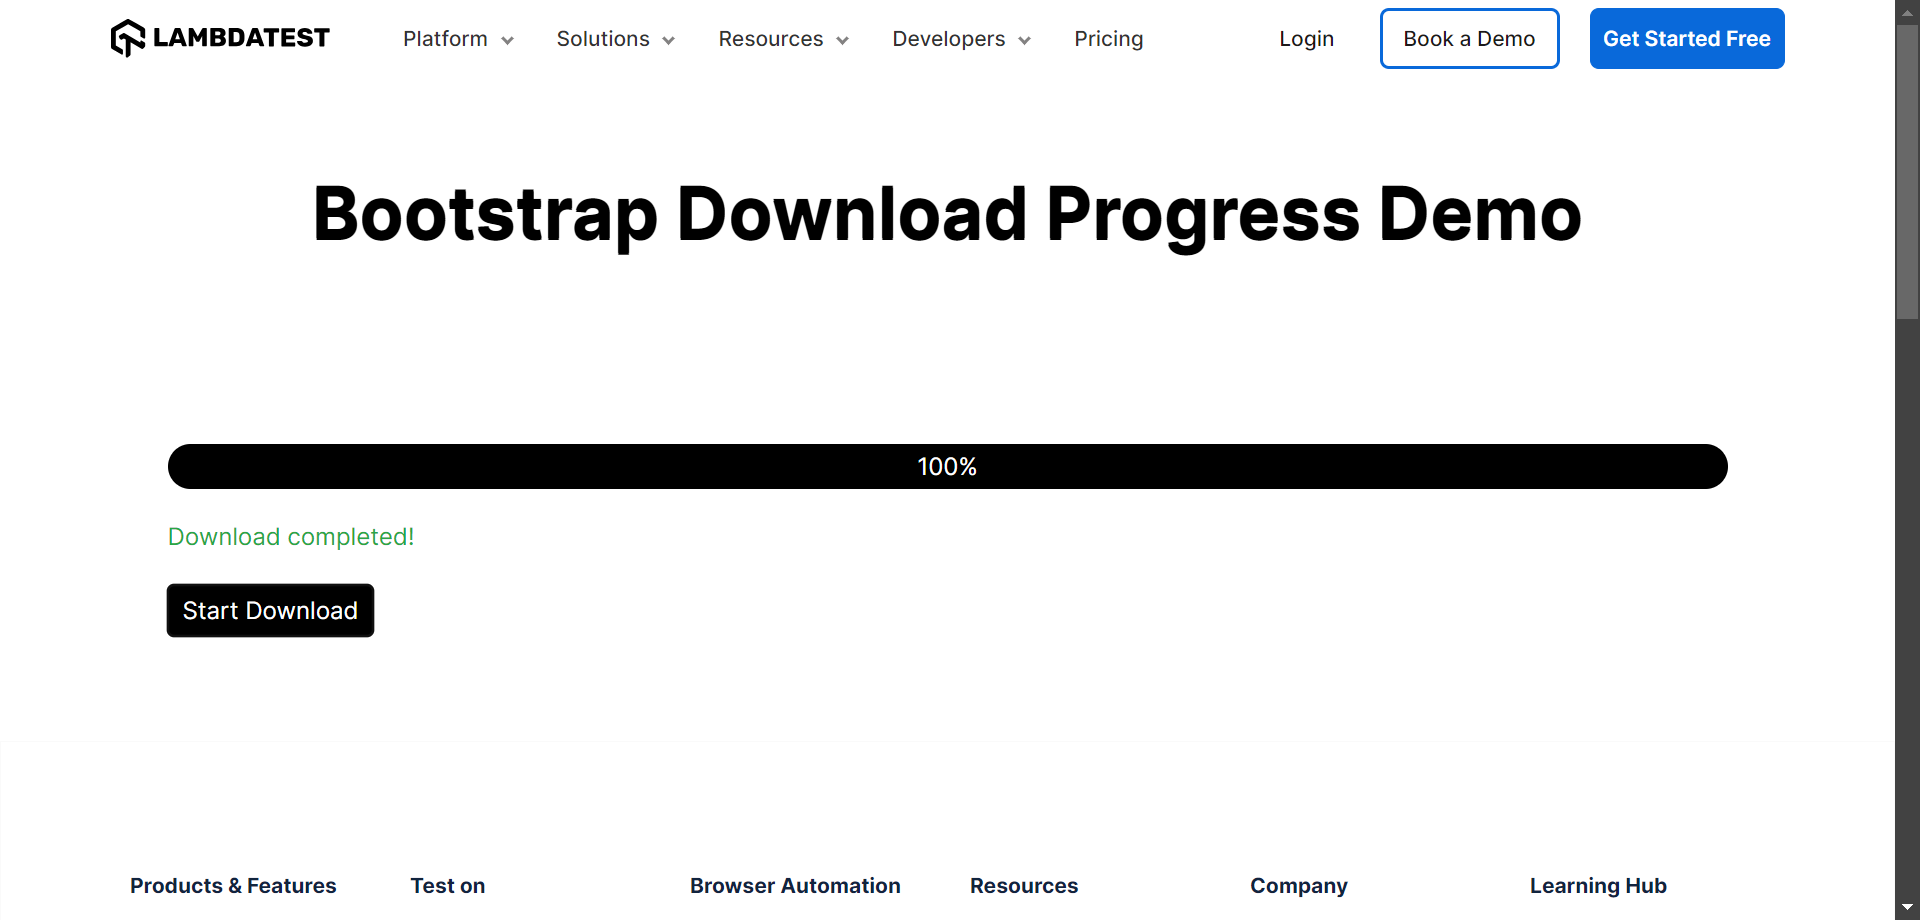 LAMBDATEST Platform Solutions Resources Developers Pricing Login Book a Demo Get Started Free
Bootstrap Download Progress Demo
100%
Download completed!
Start Download
Products & Features Test on Browser Automation Resources Company Learning Hub